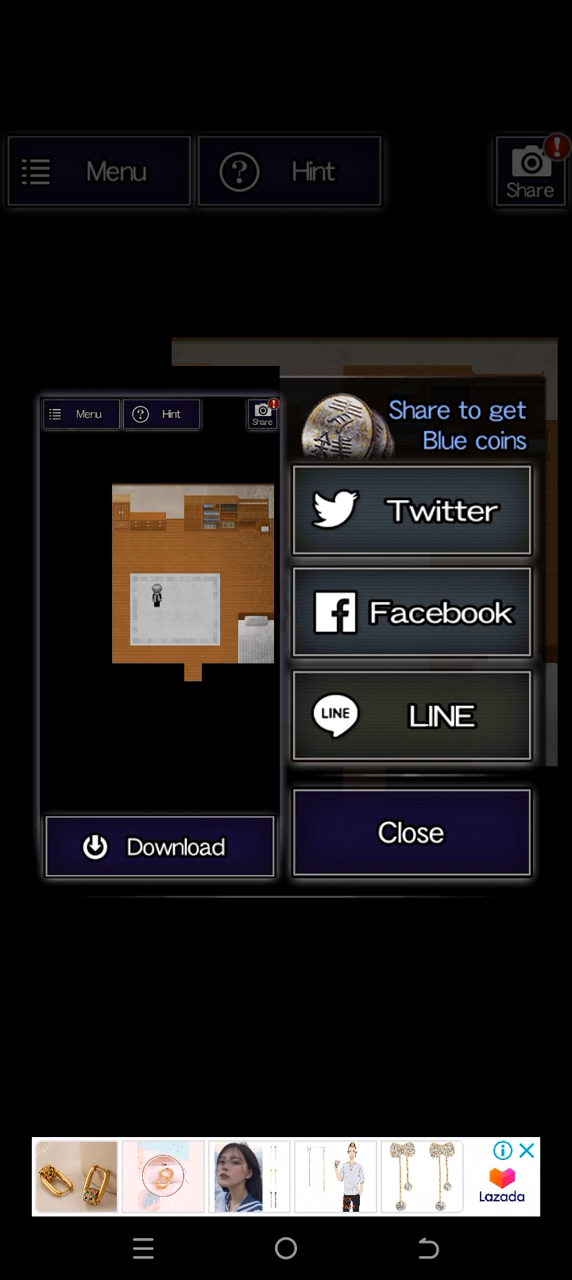 Menu
Hint
Share
Menu
Hint
Share
Share to get
Blue coins
Twitter
Facebook
LINE
LINE
Download
Close
Lazada